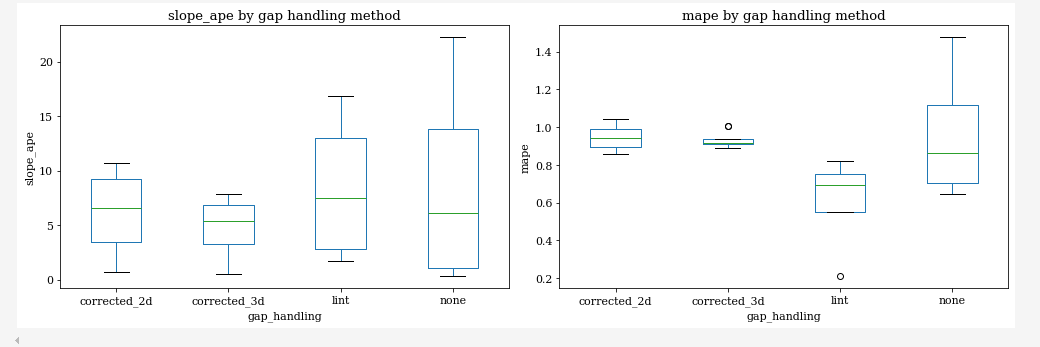 slope_ape by gap handling method
slope_ape
20
15
10
5
0
corrected_2d corrected_3d lint none
gap_handling
mape by gap handling method
mape
1.4
1.2
1.0
0.8
0.6
0.4
0.2
corrected_2d corrected_3d lint none
gap_handling